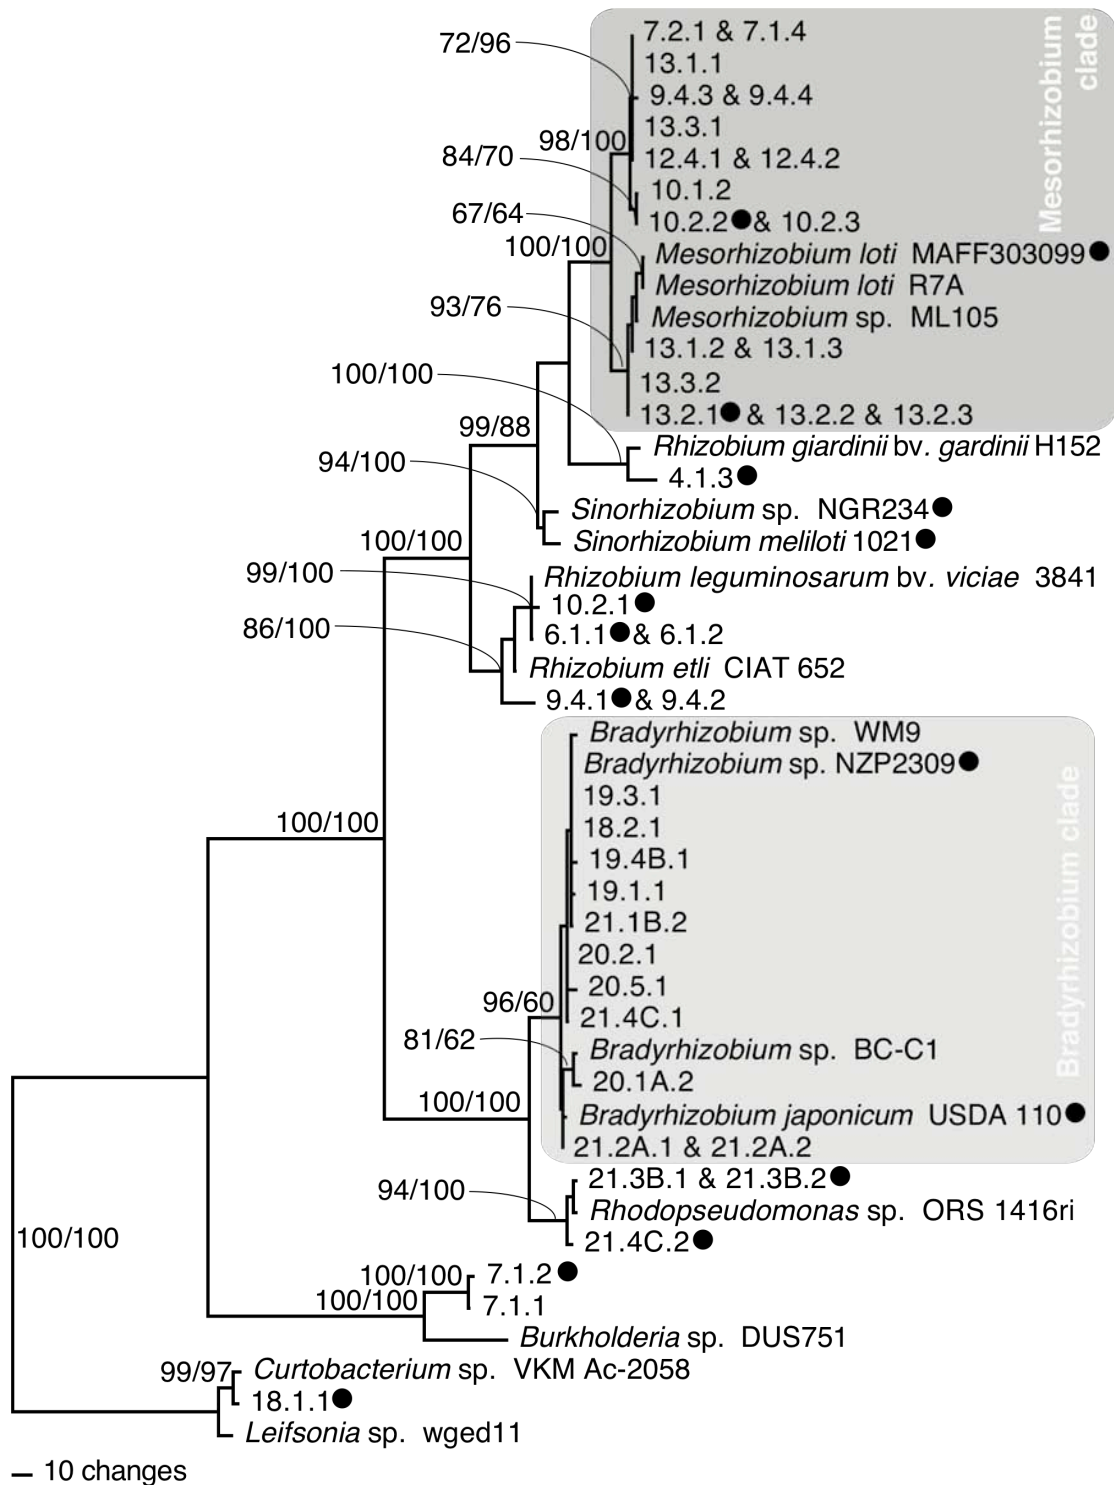 72/96
7.2.1 & 7.1.4
13.1.1
9.4.3 & 9.4.4
13.3.1
98/100
12.4.1 & 12.4.2
84/70
10.1.2
10.2.2● & 10.2.3
67/64
100/100
Mesorhizobium loti MAFF303099●
Mesorhizobium loti R7A
93/76
Mesorhizobium sp. ML105
13.1.2 & 13.1.3
100/100
13.3.2
13.2.1● & 13.2.2 & 13.2.3
Mesorhizobium
clade
99/88
Rhizobium giardinii bv. gardinii H152
94/100
4.1.3●
Sinorhizobium sp. NGR234●
100/100
Sinorhizobium meliloti 1021●
99/100
Rhizobium leguminosarum bv. viciae 3841
10.2.1●
86/100
6.1.1● & 6.1.2
Rhizobium etli CIAT 652
9.4.1● & 9.4.2
Bradyrhizobium sp. WM9
Bradyrhizobium sp. NZP2309●
19.3.1
100/100
18.2.1
19.4B.1
19.1.1
21.1B.2
20.2.1
20.5.1
96/60
21.4C.1
81/62
Bradyrhizobium sp. BC-C1
20.1A.2
100/100
Bradyrhizobium japonicum USDA 110●
21.2A.1 & 21.2A.2
Bradyrhizobium clade
21.3B.1 & 21.3B.2●
94/100
Rhodopseudomonas sp. ORS 1416ri
21.4C.2●
100/100
100/100
7.1.2●
100/100
7.1.1
Burkholderia sp. DUS751
99/97
Curtobacterium sp. VKM Ac-2058
18.1.1●
Leifsonia sp. wged11
10 changes